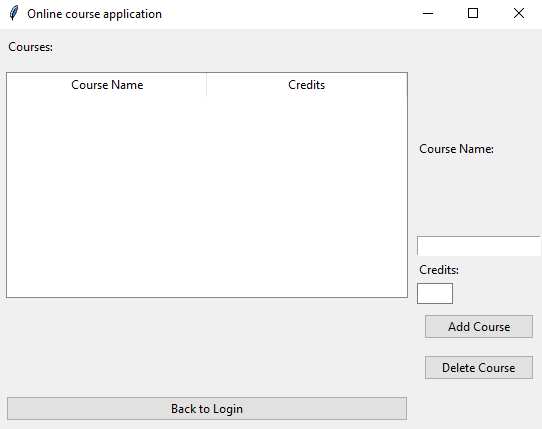 Online course application
Courses:
Course Name Credits
Course Name:
Credits:
Add Course
Delete Course
Back to Login